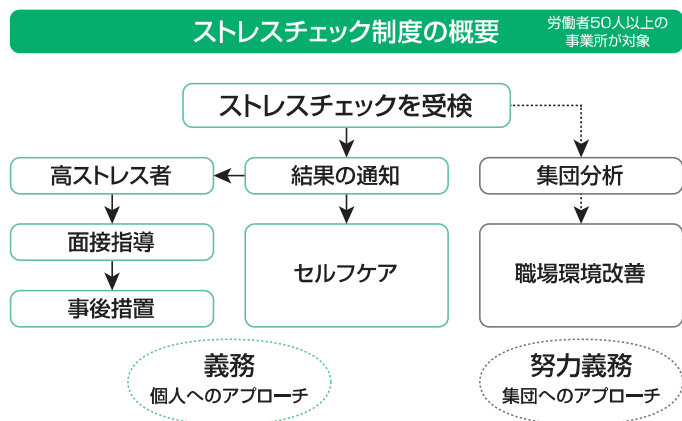 ストレスチェック制度の概要
労働者50人以上の
事業所が対象
ストレスチェックを受検
高ストレス者
結果の通知
集団分析
面接指導
セルフケア
職場環境改善
事後措置
義務
個人へのアプローチ
努力義務
集団へのアプローチ